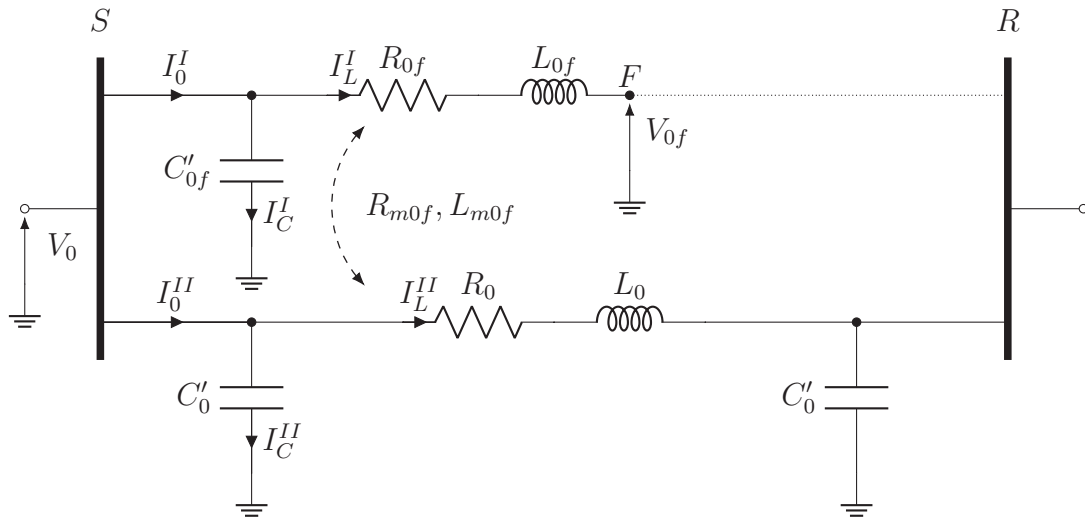 S R
I_0^I I_L^I R_{0f} L_{0f} F
V_{0f}
C'_{0f}
I_C^I R_{m0f}, L_{m0f}
V_0
I_0^{II} I_L^{II} R_0 L_0
C'_0 C'_0
I_C^{II}